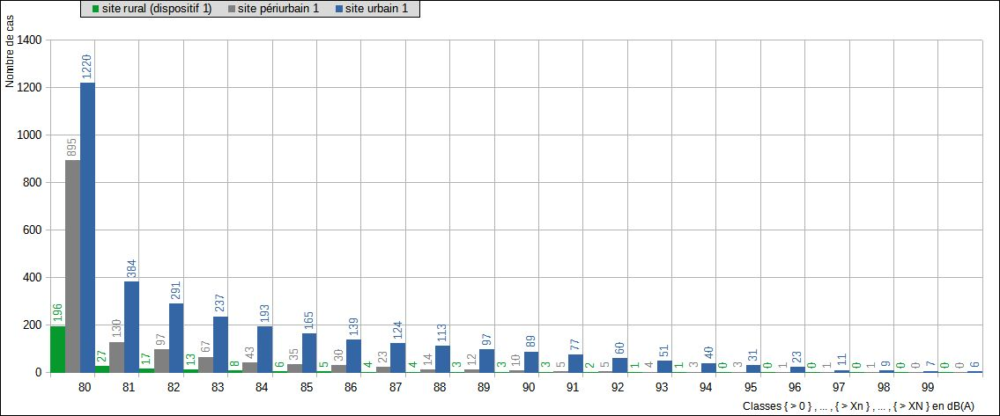 site rural (dispositif 1) site périurbain 1 site urbain 1
Nombre de cas
1400
1200
1000
800
600
400
200
0
196 895 1220
27 130 384
17 97 291
13 67 237
8 43 193
6 35 165
5 30 139
4 23 124
4 14 113
3 12 97
3 10 89
3 5 77
2 5 60
1 4 51
1 3 40
0 3 31
0 1 23
0 1 11
0 1 9
0 0 7
0 0 6
80 81 82 83 84 85 86 87 88 89 90 91 92 93 94 95 96 97 98 99
Classes { > 0 } , ... , { > Xn } , ... , { > XN } en dB(A)